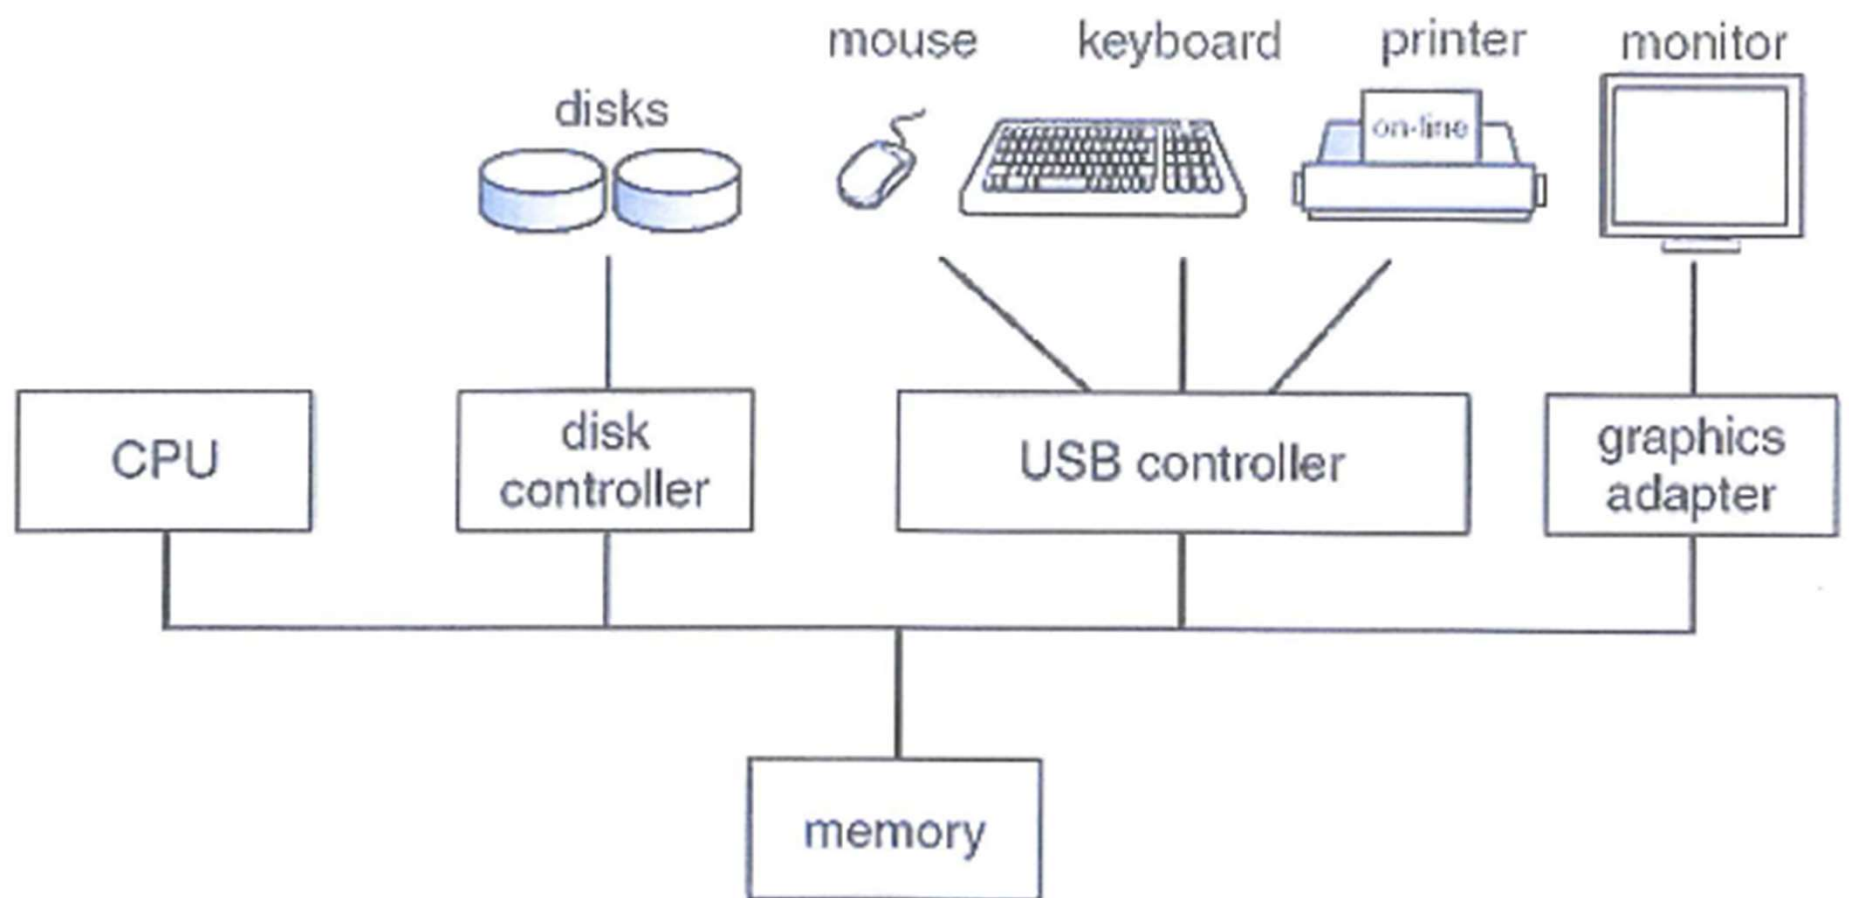 mouse
keyboard
printer
monitor
disks
on-line
CPU
disk
controller
USB controller
graphics
adapter
memory